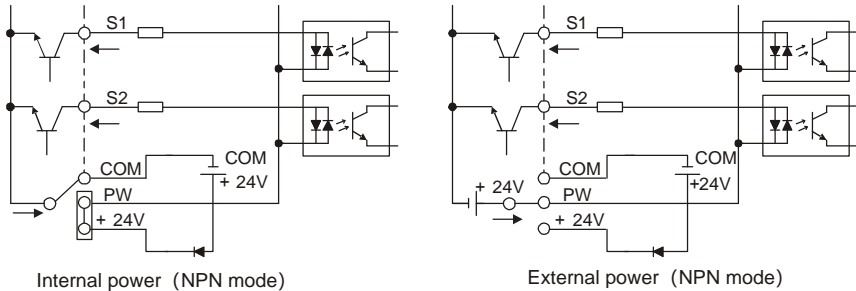 S1
S2
COM
COM
+ 24V
PW
+ 24V
Internal power (NPN mode)
S1
S2
COM
COM
+ 24V
+24V
PW
+ 24V
External power (NPN mode)